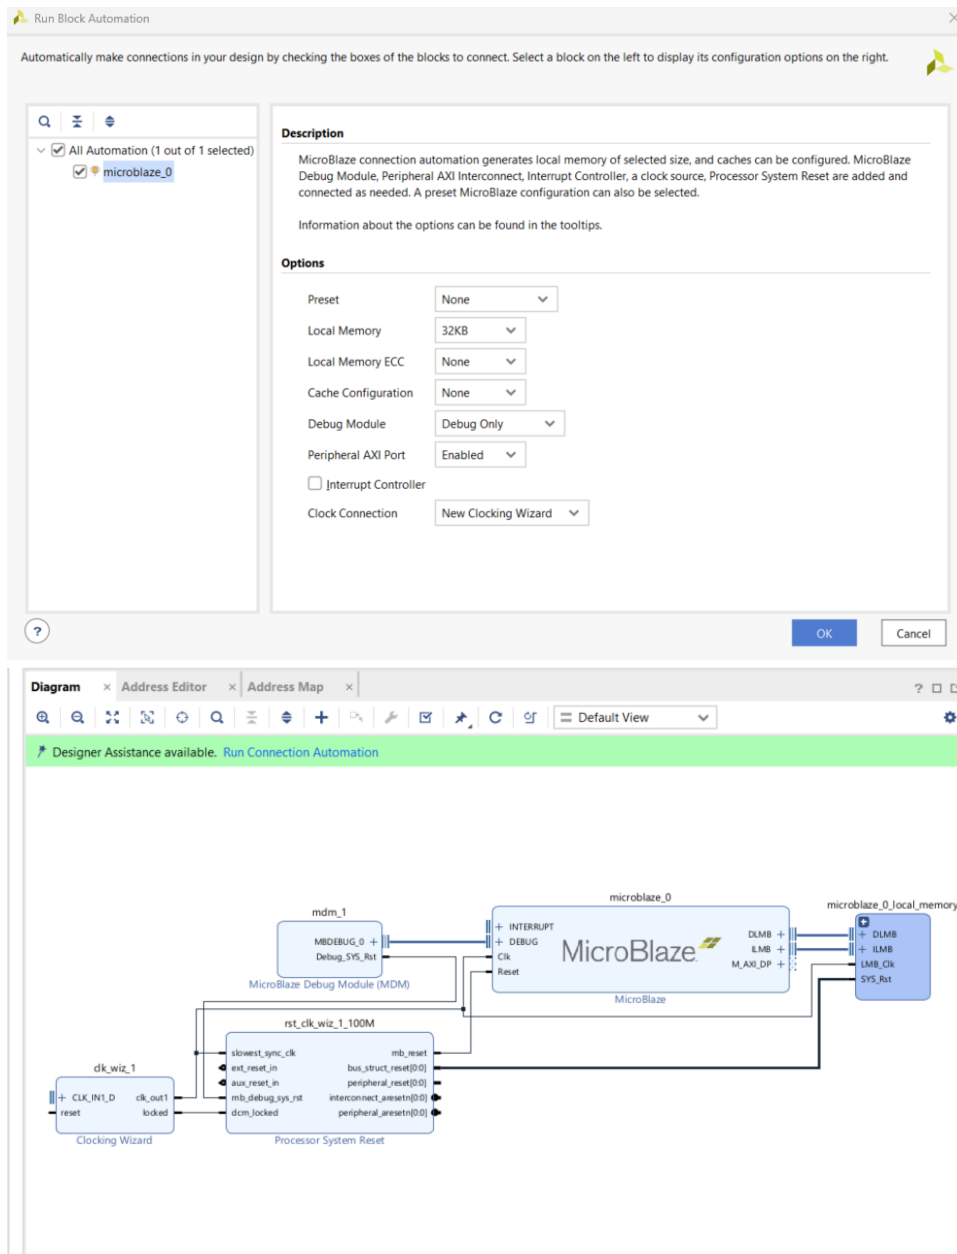 Run Block Automation
Automatically make connections in your design by checking the boxes of the blocks to connect. Select a block on the left to display its configuration options on the right.
All Automation (1 out of 1 selected)
microblaze_0
Description
MicroBlaze connection automation generates local memory of selected size, and caches can be configured. MicroBlaze
Debug Module, Peripheral AXI Interconnect, Interrupt Controller, a clock source, Processor System Reset are added and
connected as needed. A preset MicroBlaze configuration can also be selected.
Information about the options can be found in the tooltips.
Options
Preset None
Local Memory 32KB
Local Memory ECC None
Cache Configuration None
Debug Module Debug Only
Peripheral AXI Port Enabled
Interrupt Controller
Clock Connection New Clocking Wizard
?
OK Cancel
Diagram × Address Editor × Address Map × ?
Default View
Designer Assistance available. Run Connection Automation
mdm_1
MBDEBUG_0
Debug_SYS_Rst
MicroBlaze Debug Module (MDM)
microblaze_0
INTERRUPT
DEBUG
Clk
Reset
MicroBlaze
DLMB
ILMB
M_AXI_DP
MicroBlaze
microblaze_0_local_memory
DLMB
ILMB
LMB_Clk
SYS_Rst
rst_clk_wiz_1_100M
slowest_sync_clk mb_reset
ext_reset_in bus_struct_reset[0:0]
aux_reset_in peripheral_reset[0:0]
mb_debug_sys_rst interconnect_aresetn[0:0]
dcm_locked peripheral_aresetn[0:0]
Processor System Reset
clk_wiz_1
CLK_IN1_D clk_out1
reset locked
Clocking Wizard